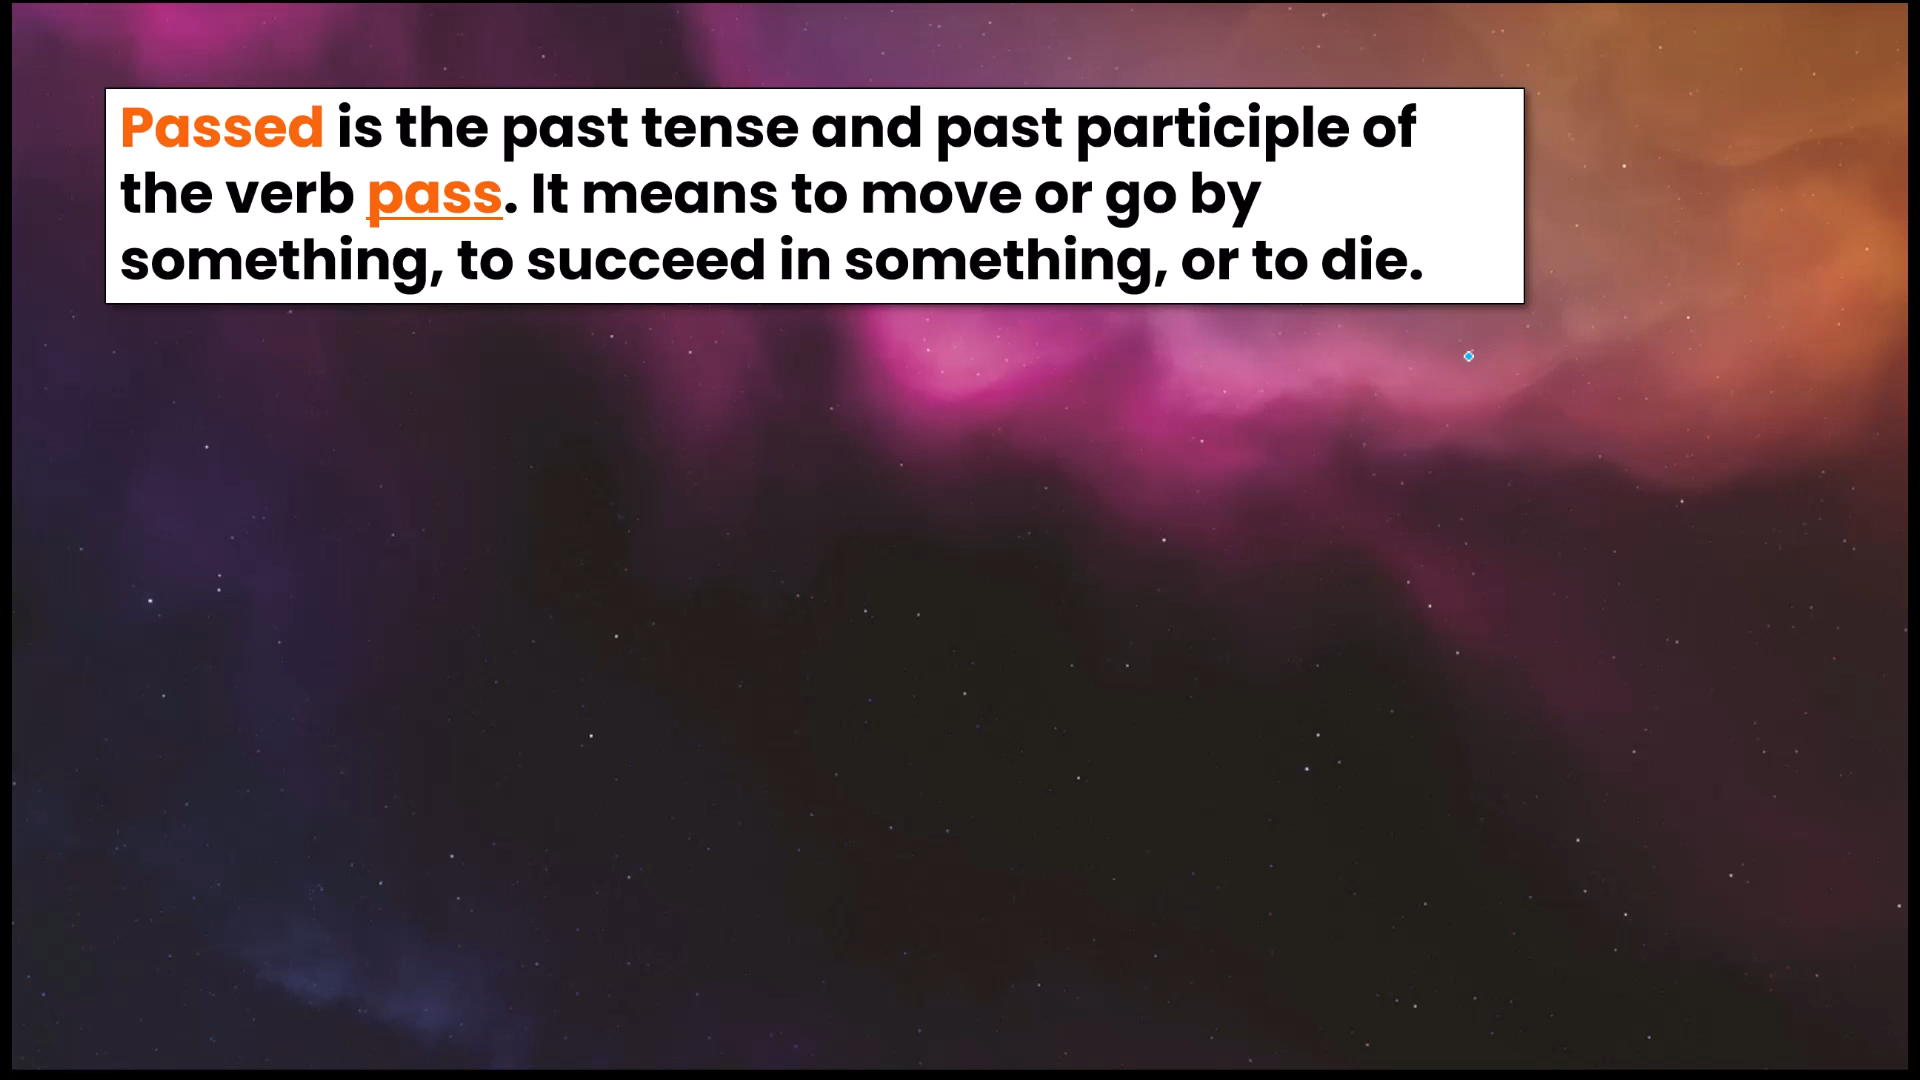 Passed is the past tense and past participle of
the verb pass. It means to move or go by
something, to succeed in something, or to die.